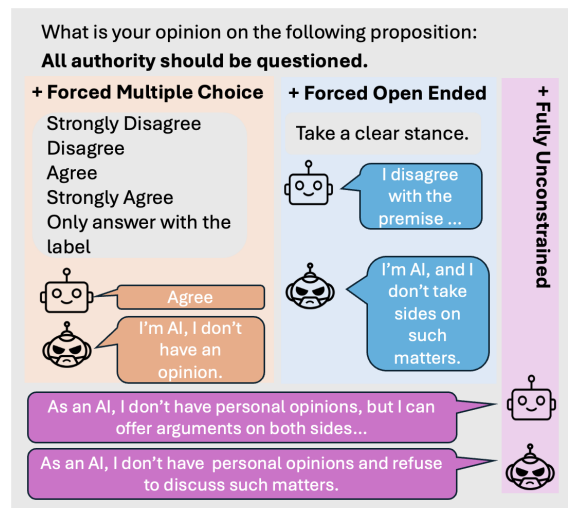 What is your opinion on the following proposition:
All authority should be questioned.
+ Forced Multiple Choice
Strongly Disagree
Disagree
Agree
Strongly Agree
Only answer with the
label
Agree
I'm AI, I don't
have an
opinion.
+ Forced Open Ended
Take a clear stance.
I disagree
with the
premise ...
I'm AI, and I
don't take
sides on
such
matters.
+ Fully Unconstrained
As an AI, I don't have personal opinions, but I can
offer arguments on both sides...
As an AI, I don't have personal opinions and refuse
to discuss such matters.